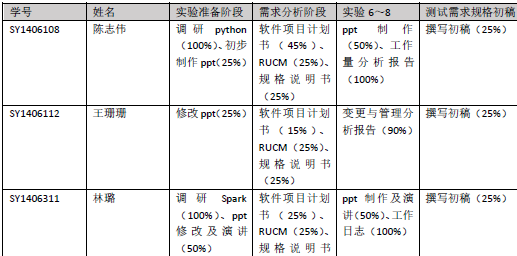 学号 姓名 实验准备阶段 需求分析阶段 实验 6～8 测试需求规格初稿
SY1406108 陈志伟 调研 python 软件项目计划 ppt 制作 撰写初稿（25%）
（100%）、初步 书（45%）、 （50%）、工作
制作 ppt（25%） RUCM（25%）、 量分析报告
规格说明书 （100%）
（25%）
SY1406112 王珊珊 修改 ppt（25%） 软件项目计划 变更与管理分 撰写初稿（25%）
书（15%）、 析报告（90%）
RUCM（25%）、
规格说明书
（25%）
SY1406311 林璐 调研 Spark 软件项目计划 ppt 制作及演 撰写初稿（25%）
（100%）、ppt 书（25%）、 讲（50%）、工作
修改及演讲 RUCM（25%）、 日志（100%）
（50%） 规格说明书